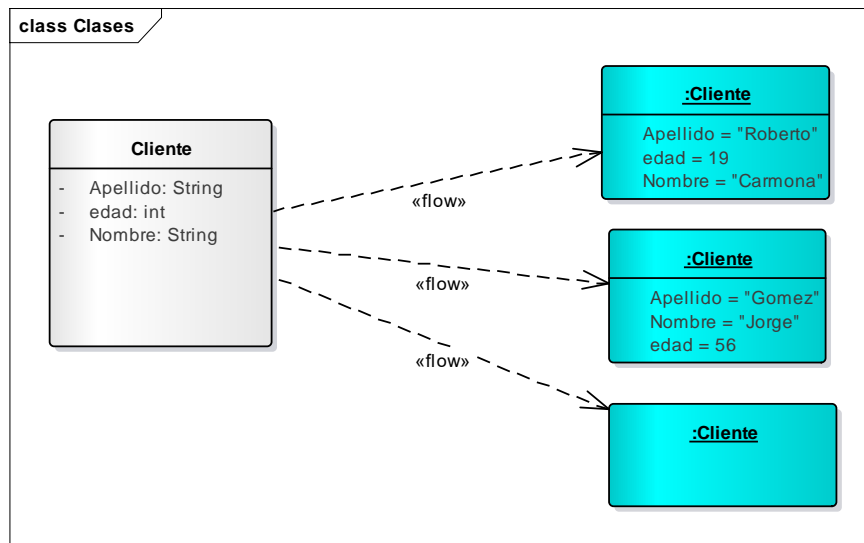 class Clases
Cliente
- Apellido: String
- edad: int
- Nombre: String
«flow»
«flow»
«flow»
:Cliente
Apellido = "Roberto"
edad = 19
Nombre = "Carmona"
:Cliente
Apellido = "Gomez"
Nombre = "Jorge"
edad = 56
:Cliente